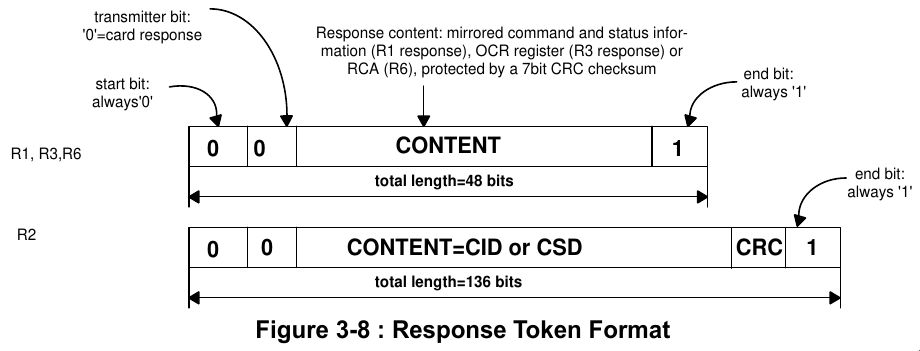 transmitter bit:
'0'=card response
Response content: mirrored command and status infor-
mation (R1 response), OCR register (R3 response) or
RCA (R6), protected by a 7bit CRC checksum
start bit:
always'0'
end bit:
always '1'
R1, R3,R6
0 0 CONTENT 1
total length=48 bits
end bit:
always '1'
R2
0 0 CONTENT=CID or CSD CRC 1
total length=136 bits
Figure 3-8 : Response Token Format